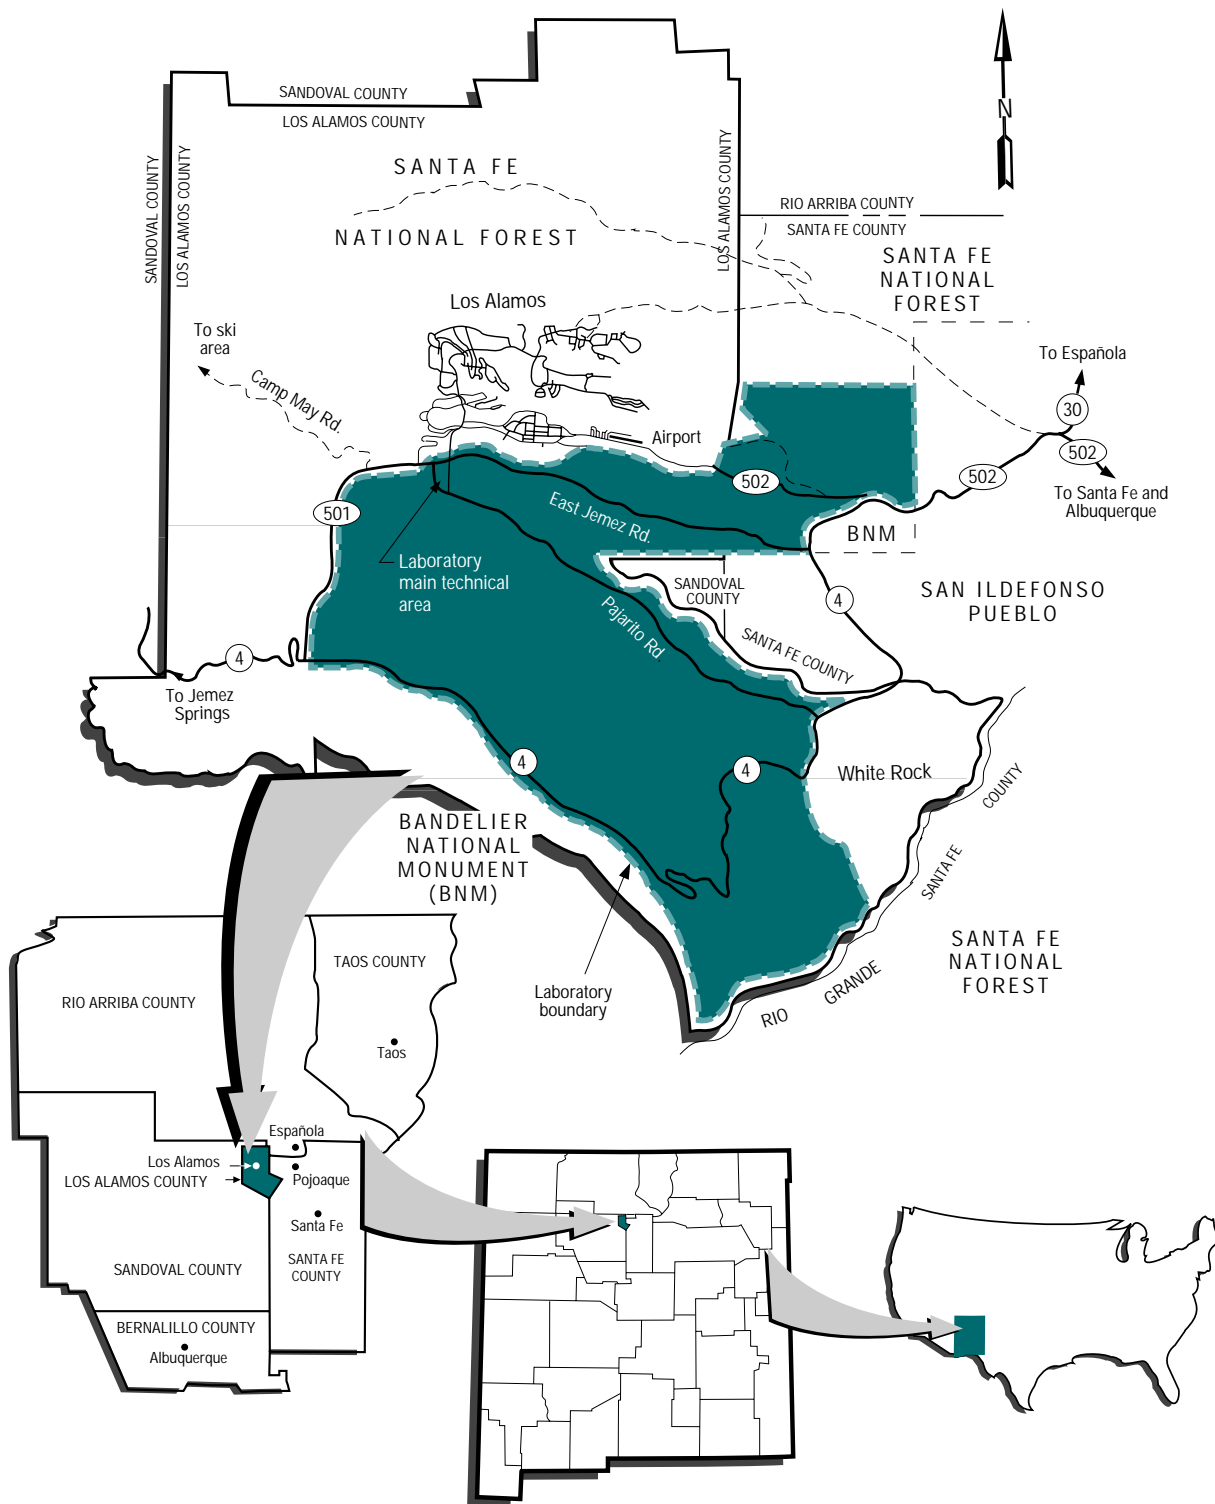 SANDOVAL COUNTY
LOS ALAMOS COUNTY
N
SANDOVAL COUNTY
LOS ALAMOS COUNTY
SANTA FE
NATIONAL FOREST
LOS ALAMOS COUNTY
RIO ARRIBA COUNTY
SANTA FE COUNTY
SANTA FE
NATIONAL
FOREST
Los Alamos
To ski
area
Camp May Rd.
To Española
30
Airport
502
502
502
To Santa Fe and
Albuquerque
501
East Jemez Rd.
BNM
Laboratory
main technical
area
SANDOVAL
COUNTY
4
SAN ILDEFONSO
PUEBLO
Pajarito Rd.
SANTA FE COUNTY
4
To Jemez
Springs
4
4
White Rock
COUNTY
SANTA FE
BANDELIER
NATIONAL
MONUMENT
(BNM)
SANTA FE
NATIONAL
FOREST
Laboratory
boundary
RIO
GRANDE
TAOS COUNTY
RIO ARRIBA COUNTY
Taos
Española
Los Alamos
LOS ALAMOS COUNTY
Pojoaque
Santa Fe
SANTA FE
COUNTY
SANDOVAL COUNTY
BERNALILLO COUNTY
Albuquerque